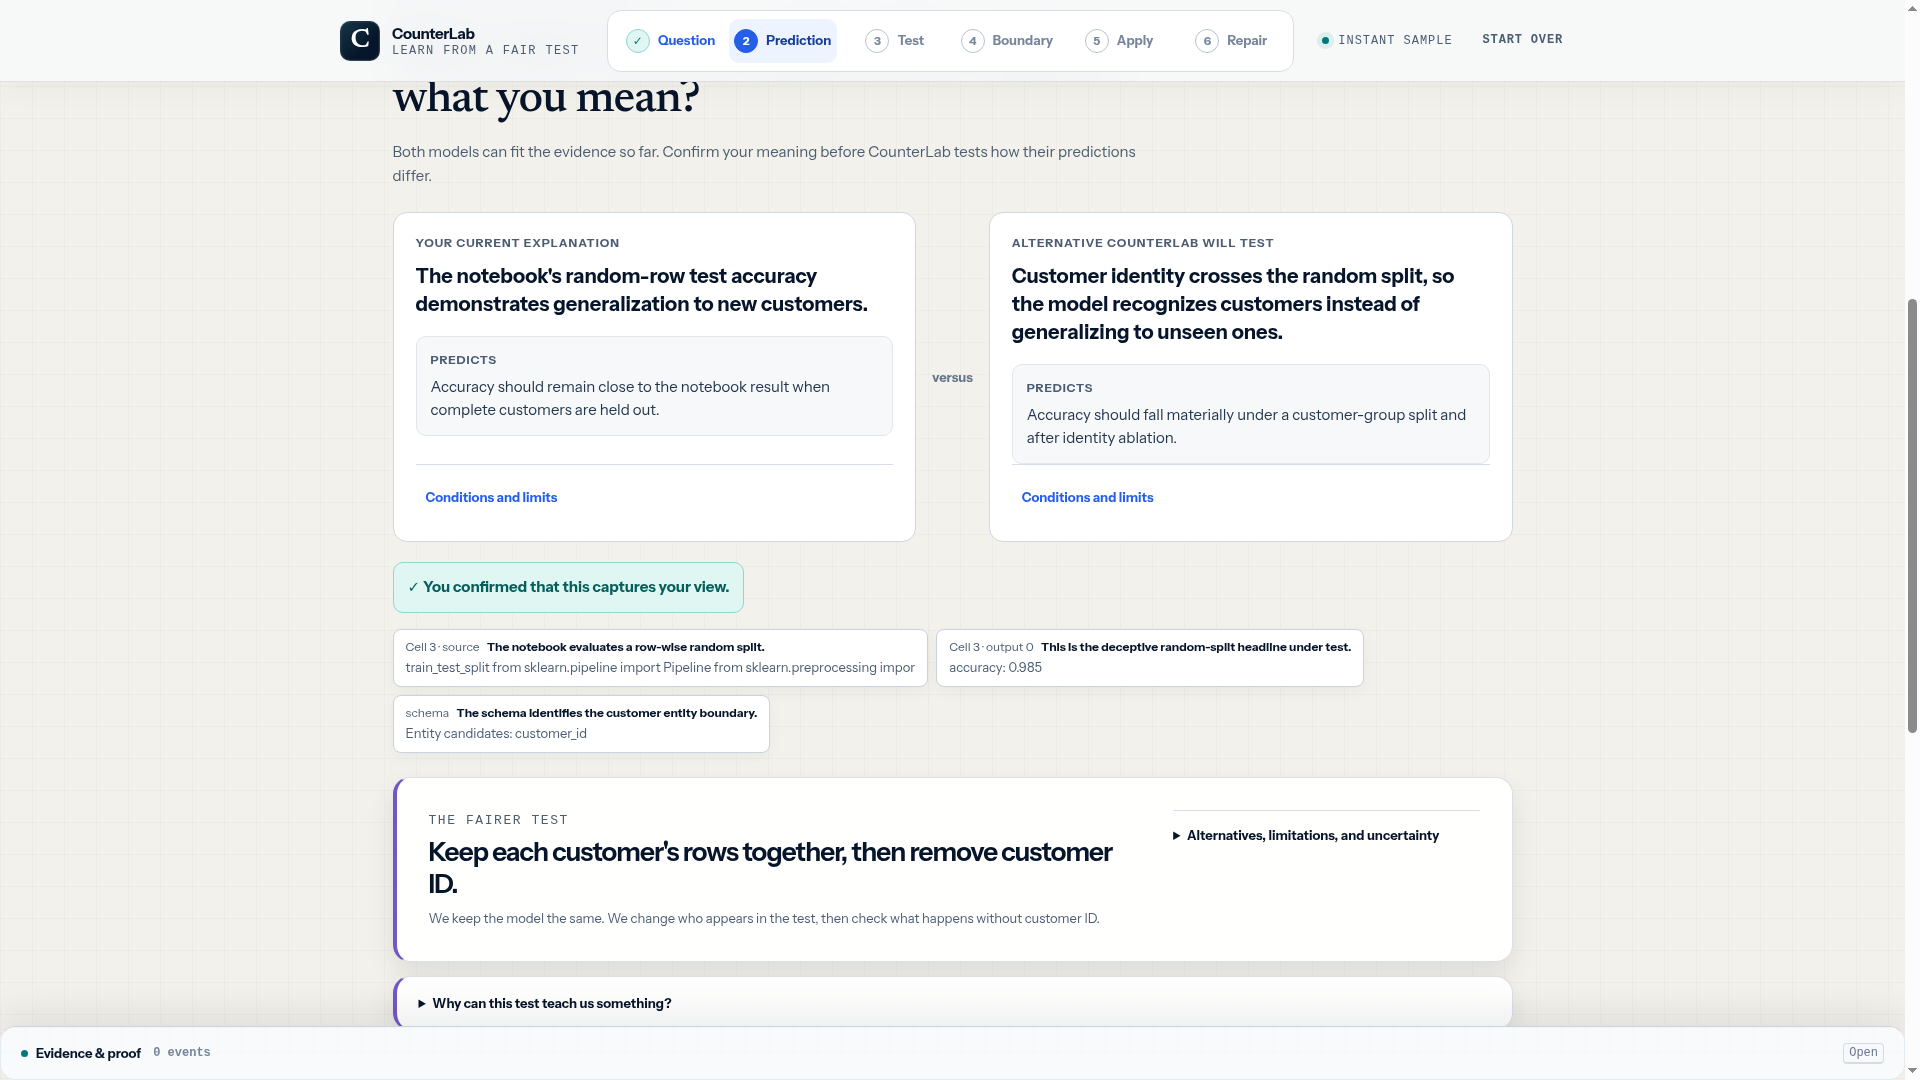 C
CounterLab
LEARN FROM A FAIR TEST
✓ Question
2 Prediction
3 Test
4 Boundary
5 Apply
6 Repair
INSTANT SAMPLE
START OVER
what you mean?
Both models can fit the evidence so far. Confirm your meaning before CounterLab tests how their predictions
differ.
YOUR CURRENT EXPLANATION
The notebook's random-row test accuracy
demonstrates generalization to new customers.
PREDICTS
Accuracy should remain close to the notebook result when
complete customers are held out.
Conditions and limits
versus
ALTERNATIVE COUNTERLAB WILL TEST
Customer identity crosses the random split, so
the model recognizes customers instead of
generalizing to unseen ones.
PREDICTS
Accuracy should fall materially under a customer-group split and
after identity ablation.
Conditions and limits
✓ You confirmed that this captures your view.
Cell 3 · source The notebook evaluates a row-wise random split.
train_test_split from sklearn.pipeline import Pipeline from sklearn.preprocessing impor
Cell 3 · output 0 This is the deceptive random-split headline under test.
accuracy: 0.985
schema The schema identifies the customer entity boundary.
Entity candidates: customer_id
THE FAIRER TEST
Keep each customer's rows together, then remove customer
ID.
We keep the model the same. We change who appears in the test, then check what happens without customer ID.
▶ Alternatives, limitations, and uncertainty
▶ Why can this test teach us something?
Evidence & proof 0 events
Open